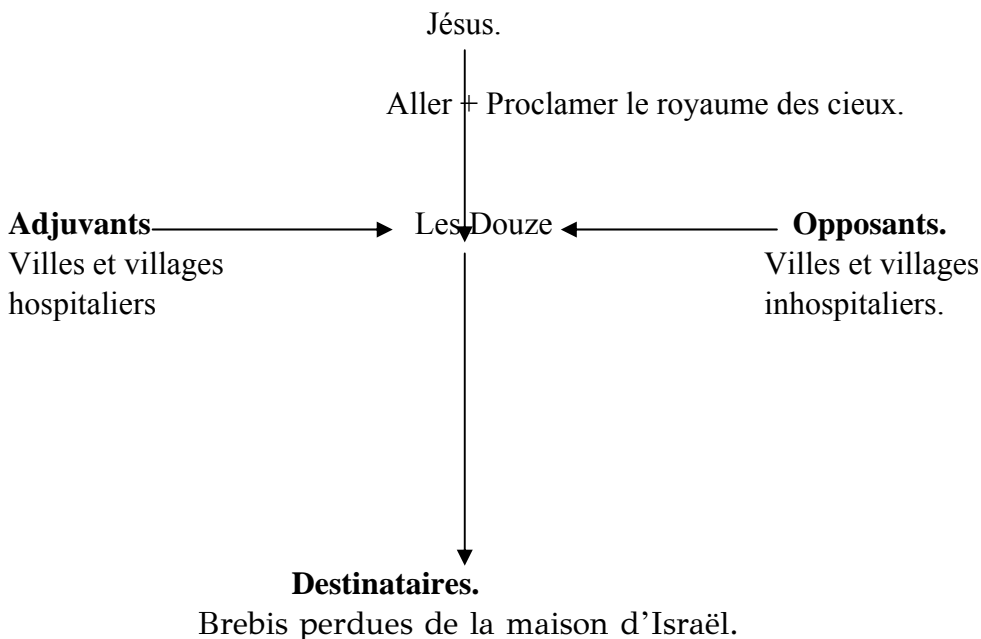 Jésus.
Aller + Proclamer le royaume des cieux.
Adjuvants
Villes et villages
hospitaliers
Les Douze
Opposants.
Villes et villages
inhospitaliers.
Destinataires.
Brebis perdues de la maison d'Israël.